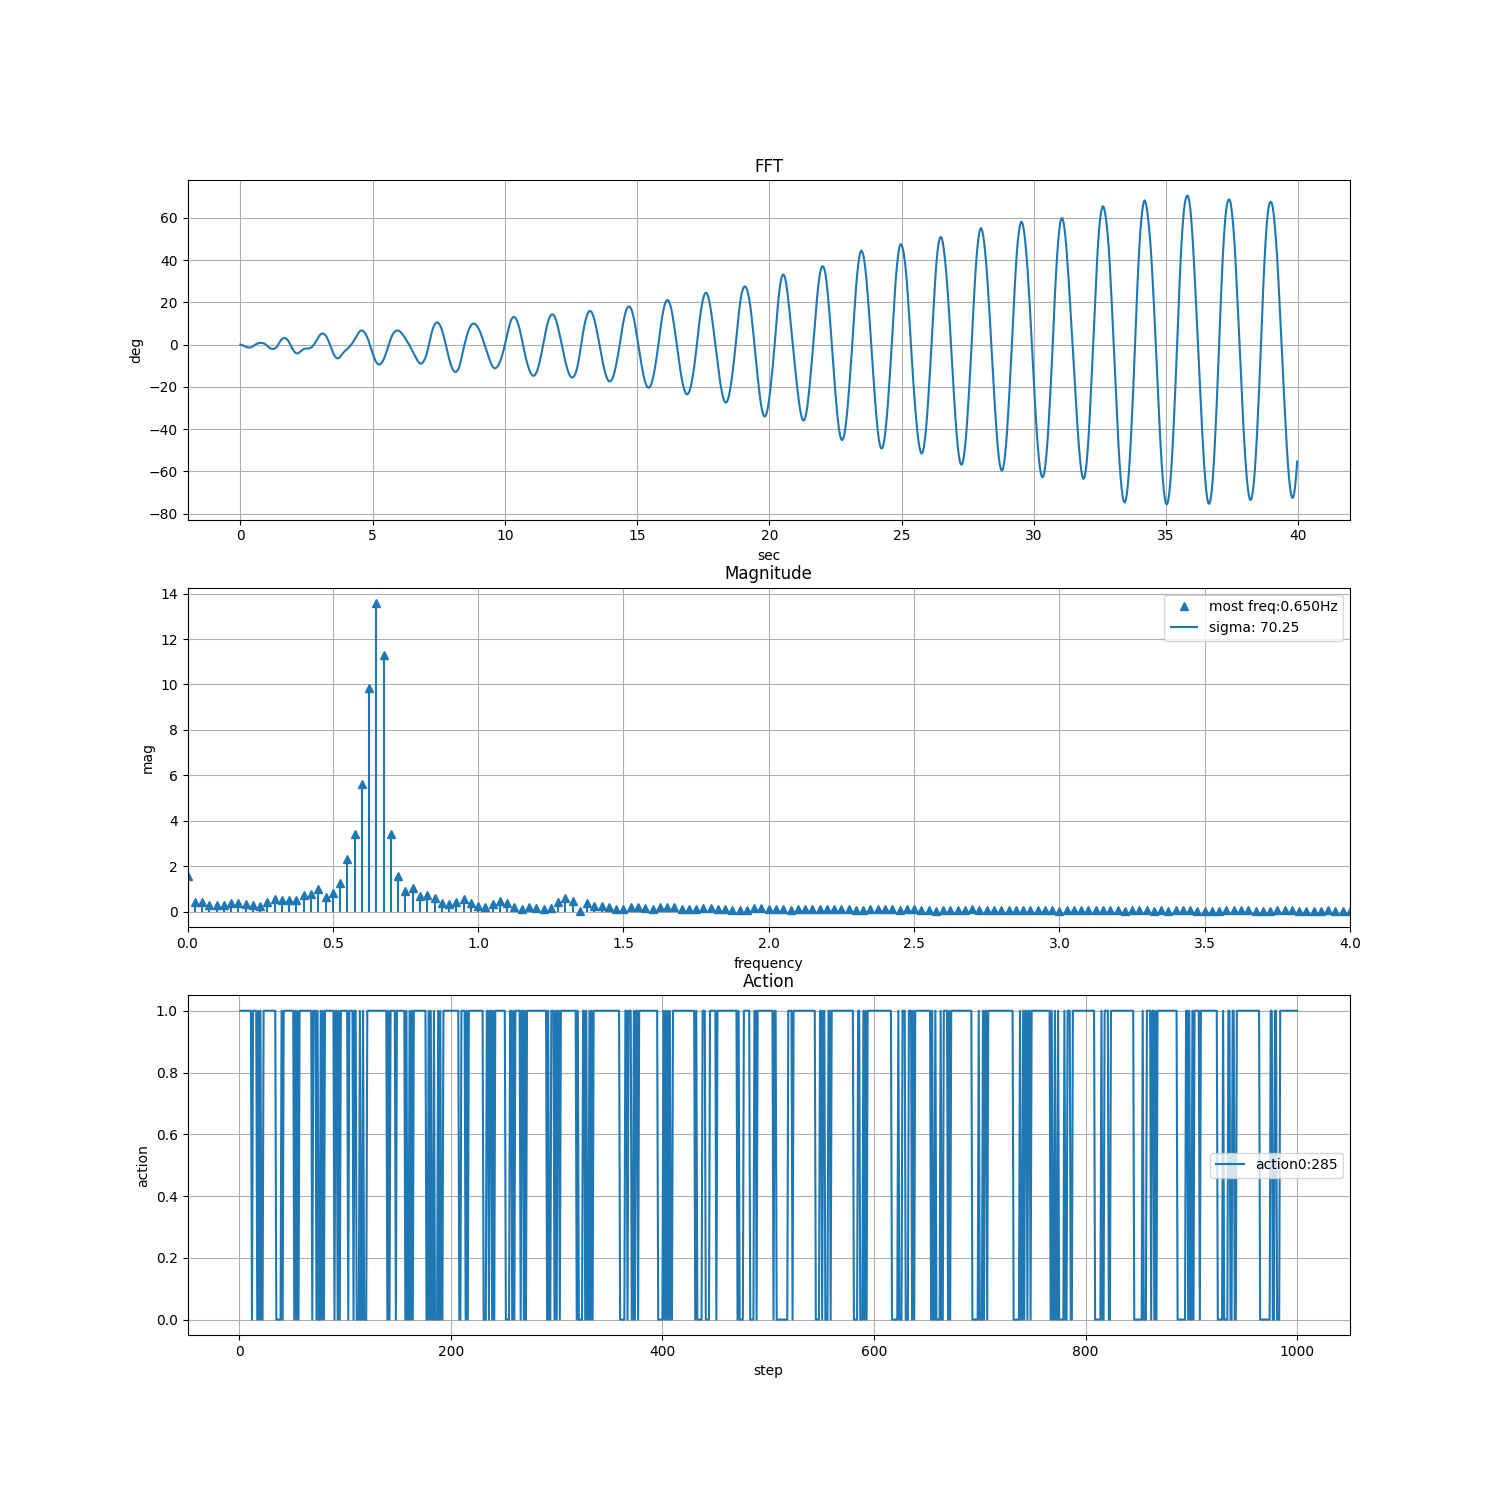 FFT
60
40
20
0
−20
−40
−60
−80
deg
0 5 10 15 20 25 30 35 40
sec
Magnitude
14
12
10
8
6
4
2
0
mag
most freq:0.650Hz
sigma: 70.25
0.0 0.5 1.0 1.5 2.0 2.5 3.0 3.5 4.0
frequency
Action
1.0
0.8
0.6
0.4
0.2
0.0
action
action0:285
0 200 400 600 800 1000
step